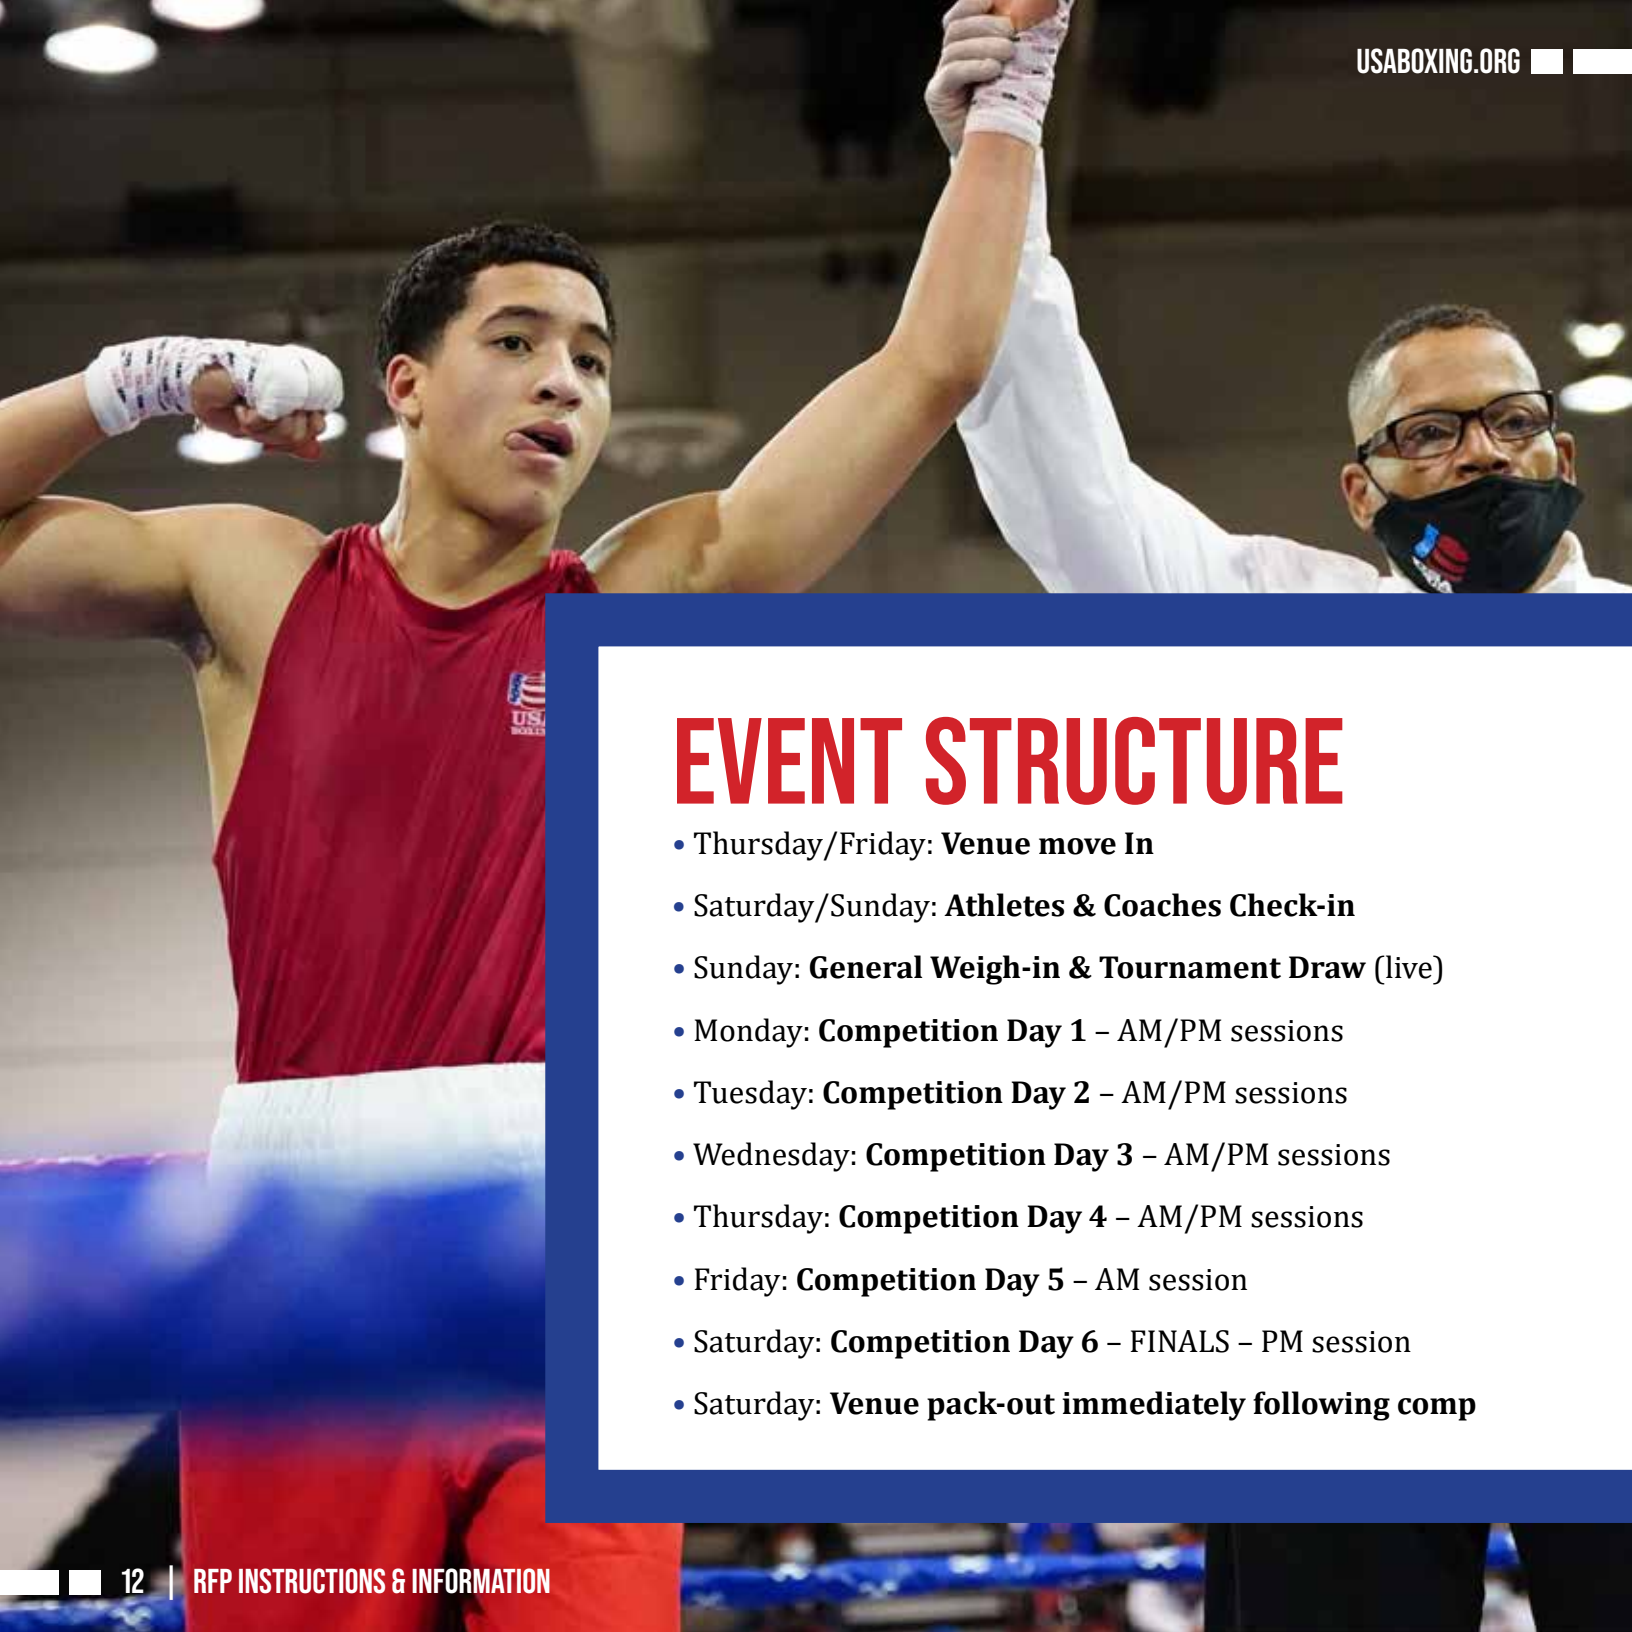 USABOXING.ORG
USA
EVENT STRUCTURE
• Thursday/Friday: Venue move In
• Saturday/Sunday: Athletes & Coaches Check-in
• Sunday: General Weigh-in & Tournament Draw (live)
• Monday: Competition Day 1 – AM/PM sessions
• Tuesday: Competition Day 2 – AM/PM sessions
• Wednesday: Competition Day 3 – AM/PM sessions
• Thursday: Competition Day 4 – AM/PM sessions
• Friday: Competition Day 5 – AM session
• Saturday: Competition Day 6 – FINALS – PM session
• Saturday: Venue pack-out immediately following comp
12 | RFP INSTRUCTIONS & INFORMATION